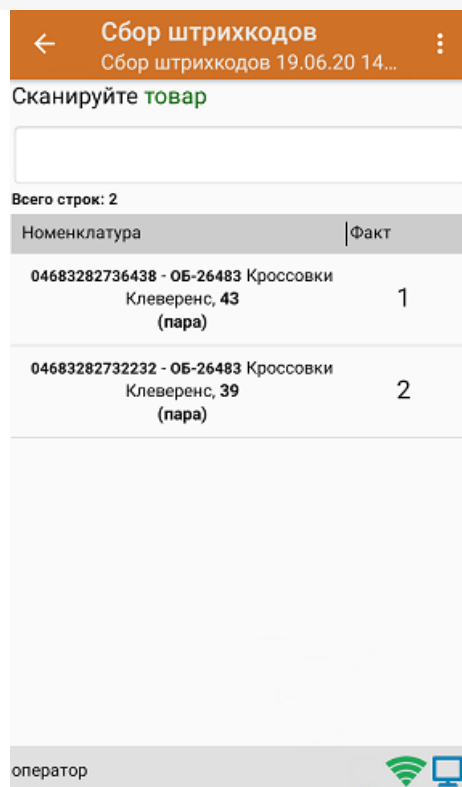 Сбор штрихкодов
Сбор штрихкодов 19.06.20 14...
Сканируйте товар
Всего строк: 2
Номенклатура Факт
04683282736438 - ОБ-26483 Кроссовки
Клеверенс, 43
(пара)
1
04683282732232 - ОБ-26483 Кроссовки
Клеверенс, 39
(пара)
2
оператор